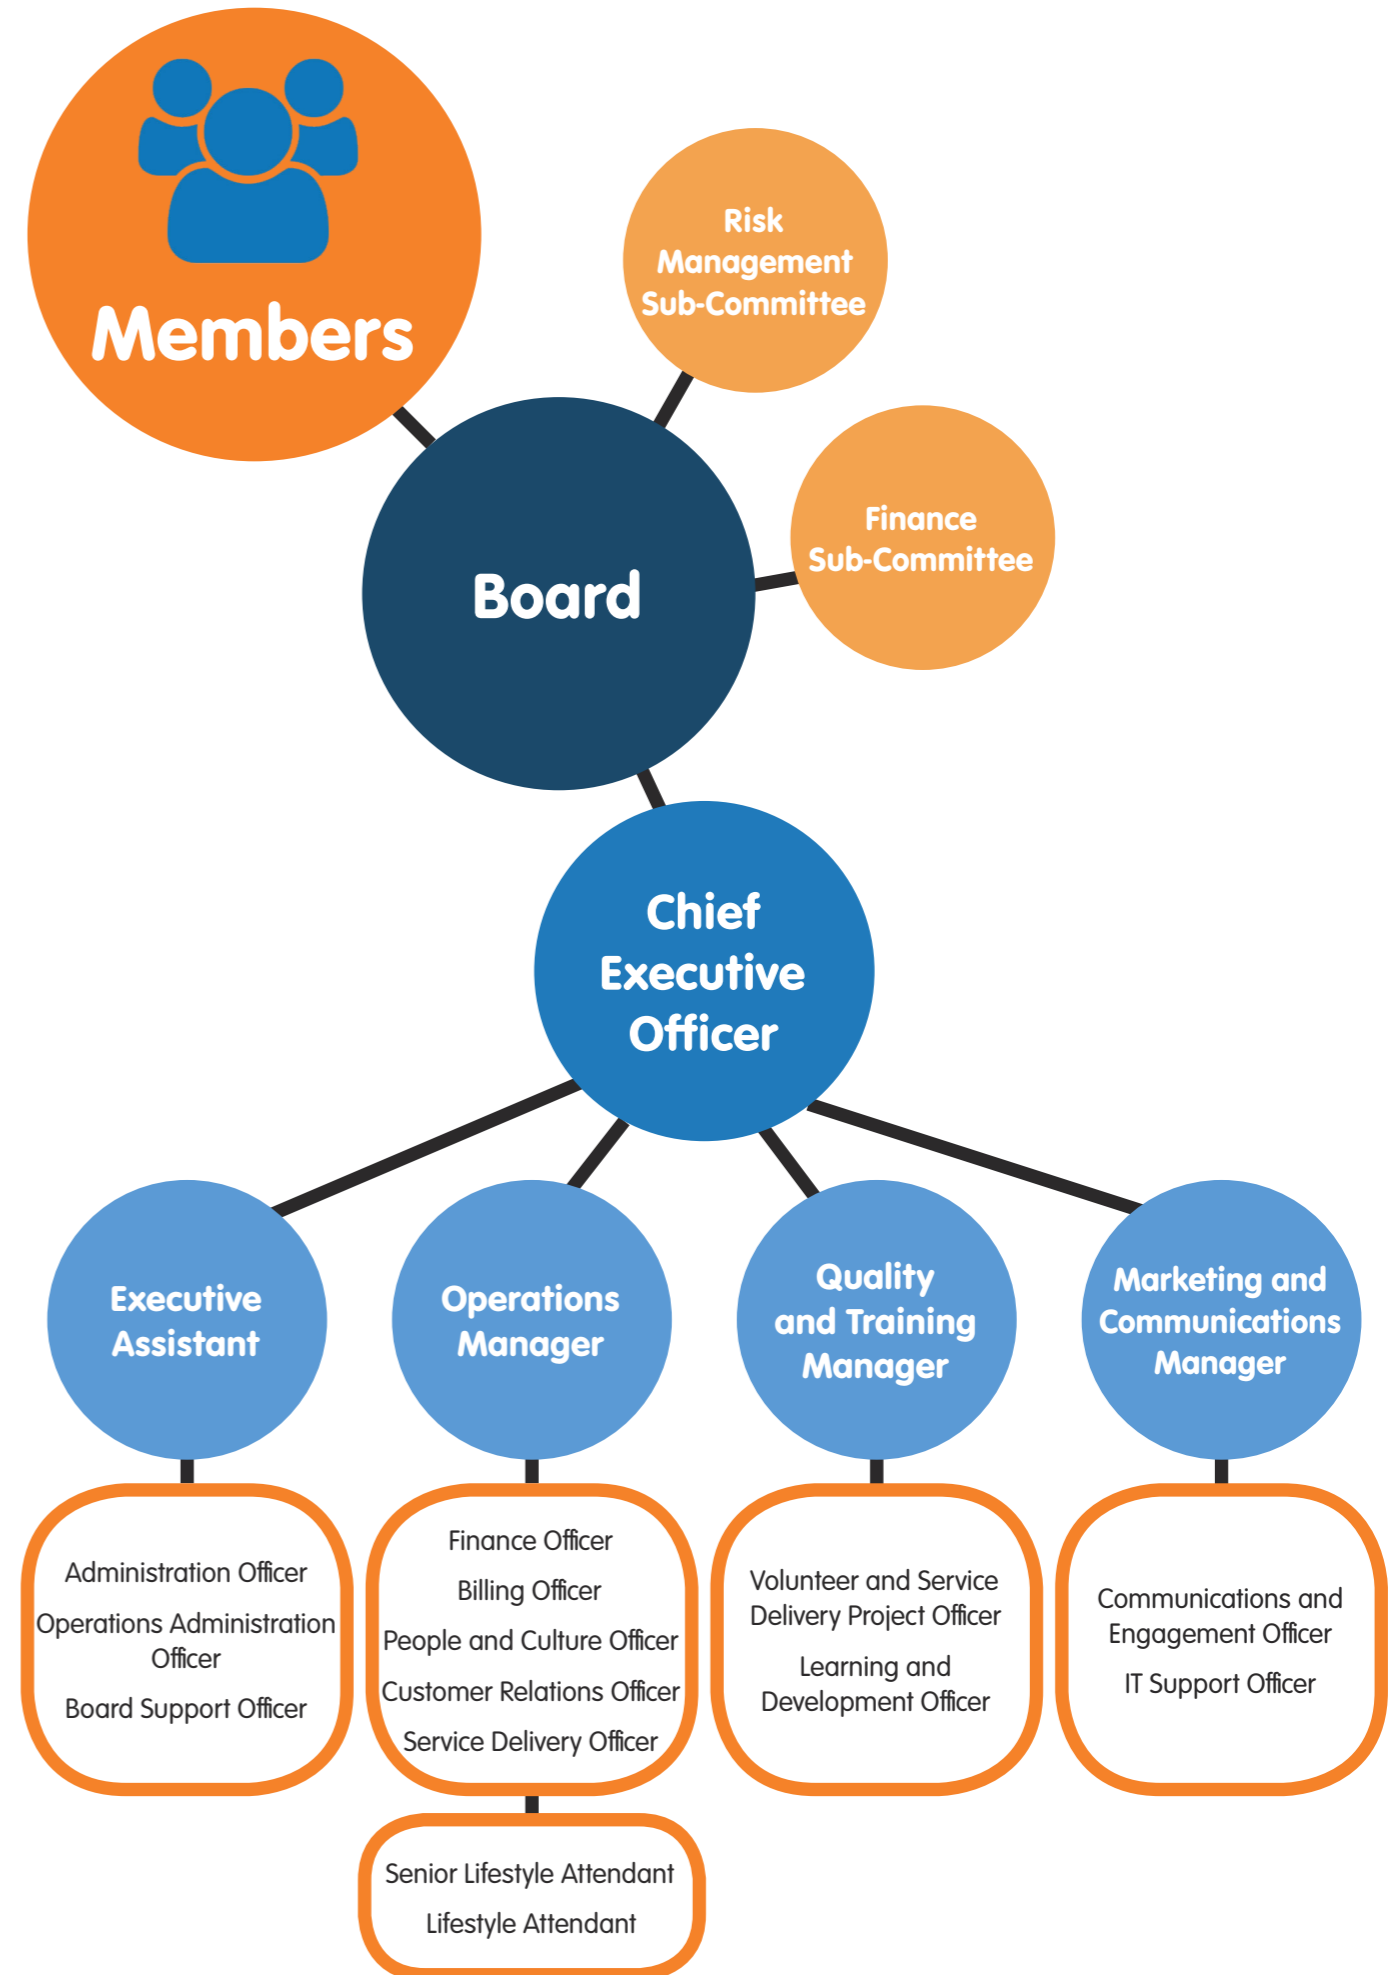 Members
Risk
Management
Sub-Committee
Finance
Sub-Committee
Board
Chief
Executive
Officer
Executive
Assistant
Operations
Manager
Quality
and Training
Manager
Marketing and
Communications
Manager
Administration Officer
Operations Administration
Officer
Board Support Officer
Finance Officer
Billing Officer
People and Culture Officer
Customer Relations Officer
Service Delivery Officer
Volunteer and Service
Delivery Project Officer
Learning and
Development Officer
Communications and
Engagement Officer
IT Support Officer
Senior Lifestyle Attendant
Lifestyle Attendant